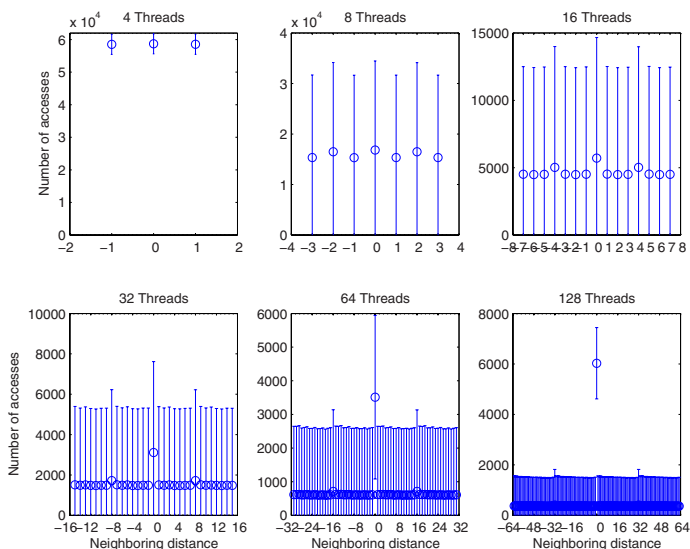 4 Threads
8 Threads
16 Threads
x 10^4
x 10^4
Number of accesses
6
5
4
3
2
1
0
−2 −1 0 1 2
4
3
2
1
0
−4 −3 −2 −1 0 1 2 3 4
15000
10000
5000
0
−8−7−6−5−4−3−2−1 0 1 2 3 4 5 6 7 8
32 Threads
64 Threads
128 Threads
Number of accesses
10000
8000
6000
4000
2000
0
−16−12 −8 −4 0 4 8 12 16
Neighboring distance
6000
5000
4000
3000
2000
1000
0
−32−24−16 −8 0 8 16 24 32
Neighboring distance
8000
6000
4000
2000
0
−64−48−32−16 0 16 32 48 64
Neighboring distance